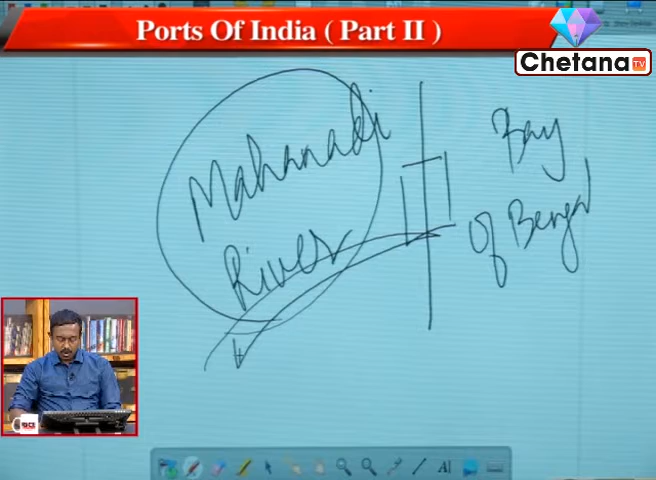 Ports Of India ( Part II )
Chetana TV
Mahanadi
River
Bay
of Bengal